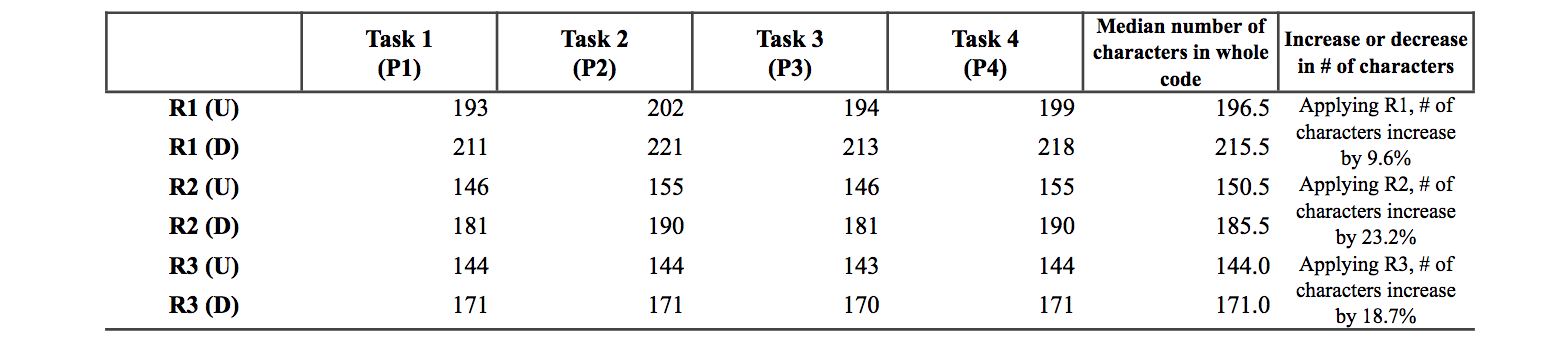 Task 1 (P1) Task 2 (P2) Task 3 (P3) Task 4 (P4) Median number of characters in whole code Increase or decrease in # of characters
R1 (U) 193 202 194 199 196.5 Applying R1, # of characters increase by 9.6%
R1 (D) 211 221 213 218 215.5
R2 (U) 146 155 146 155 150.5 Applying R2, # of characters increase by 23.2%
R2 (D) 181 190 181 190 185.5
R3 (U) 144 144 143 144 144.0 Applying R3, # of characters increase by 18.7%
R3 (D) 171 171 170 171 171.0